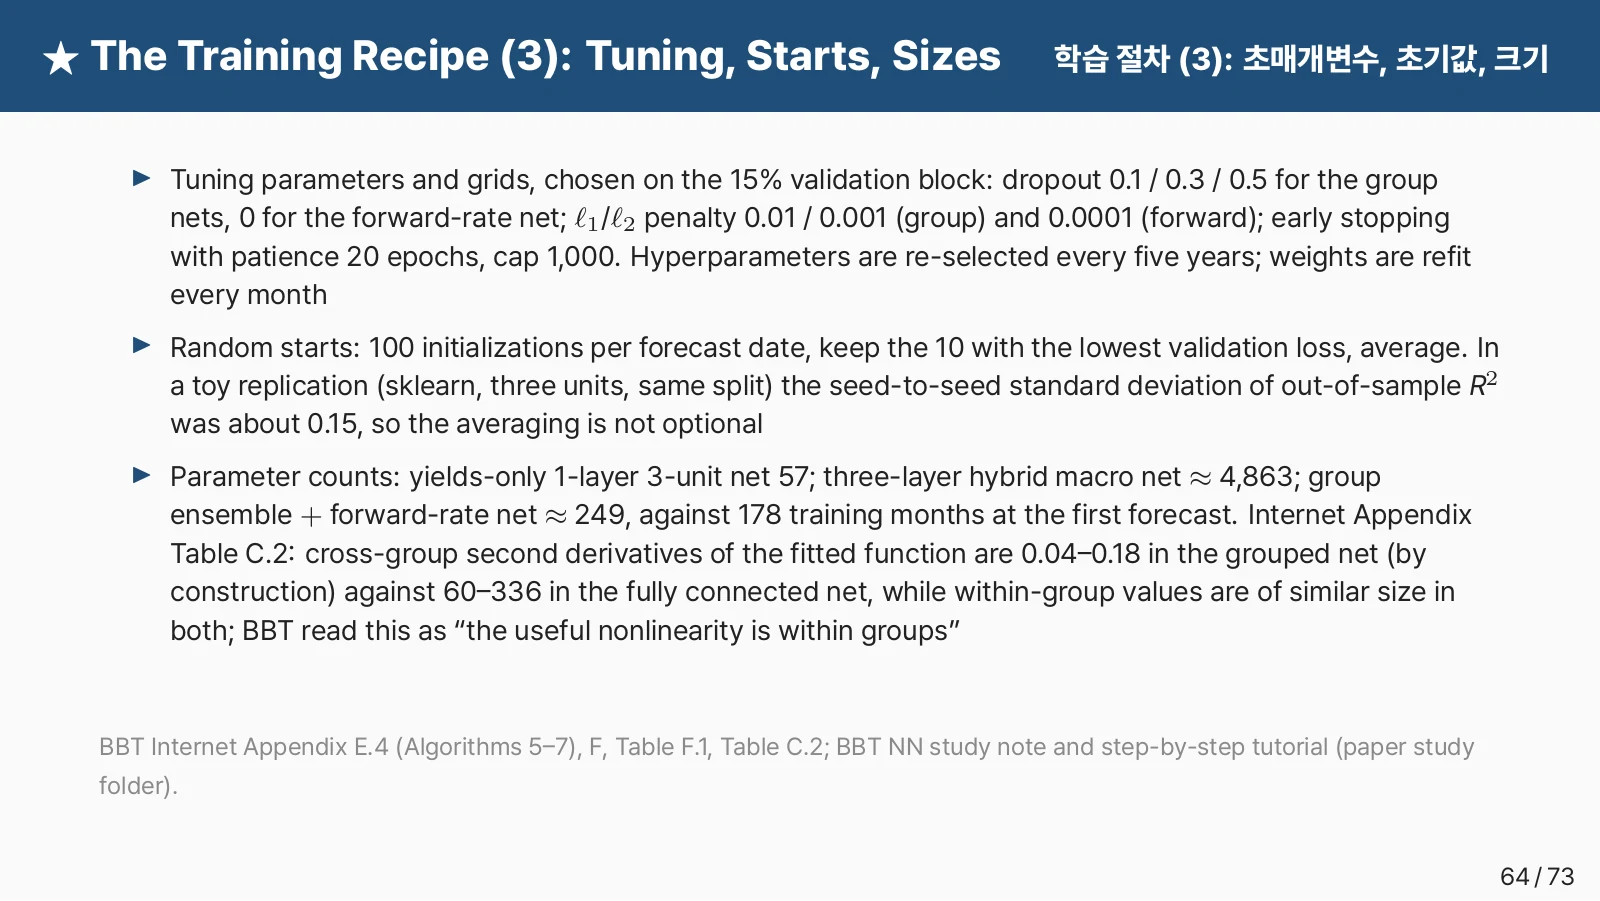 ★ The Training Recipe (3): Tuning, Starts, Sizes 학습 절차 (3): 초매개변수, 초기값, 크기
▶ Tuning parameters and grids, chosen on the 15% validation block: dropout 0.1 / 0.3 / 0.5 for the group
nets, 0 for the forward-rate net; ℓ₁/ℓ₂ penalty 0.01 / 0.001 (group) and 0.0001 (forward); early stopping
with patience 20 epochs, cap 1,000. Hyperparameters are re-selected every five years; weights are refit
every month
▶ Random starts: 100 initializations per forecast date, keep the 10 with the lowest validation loss, average. In
a toy replication (sklearn, three units, same split) the seed-to-seed standard deviation of out-of-sample R²
was about 0.15, so the averaging is not optional
▶ Parameter counts: yields-only 1-layer 3-unit net 57; three-layer hybrid macro net ≈ 4,863; group
ensemble + forward-rate net ≈ 249, against 178 training months at the first forecast. Internet Appendix
Table C.2: cross-group second derivatives of the fitted function are 0.04–0.18 in the grouped net (by
construction) against 60–336 in the fully connected net, while within-group values are of similar size in
both; BBT read this as “the useful nonlinearity is within groups”
BBT Internet Appendix E.4 (Algorithms 5–7), F, Table F.1, Table C.2; BBT NN study note and step-by-step tutorial (paper study
folder).
64 / 73